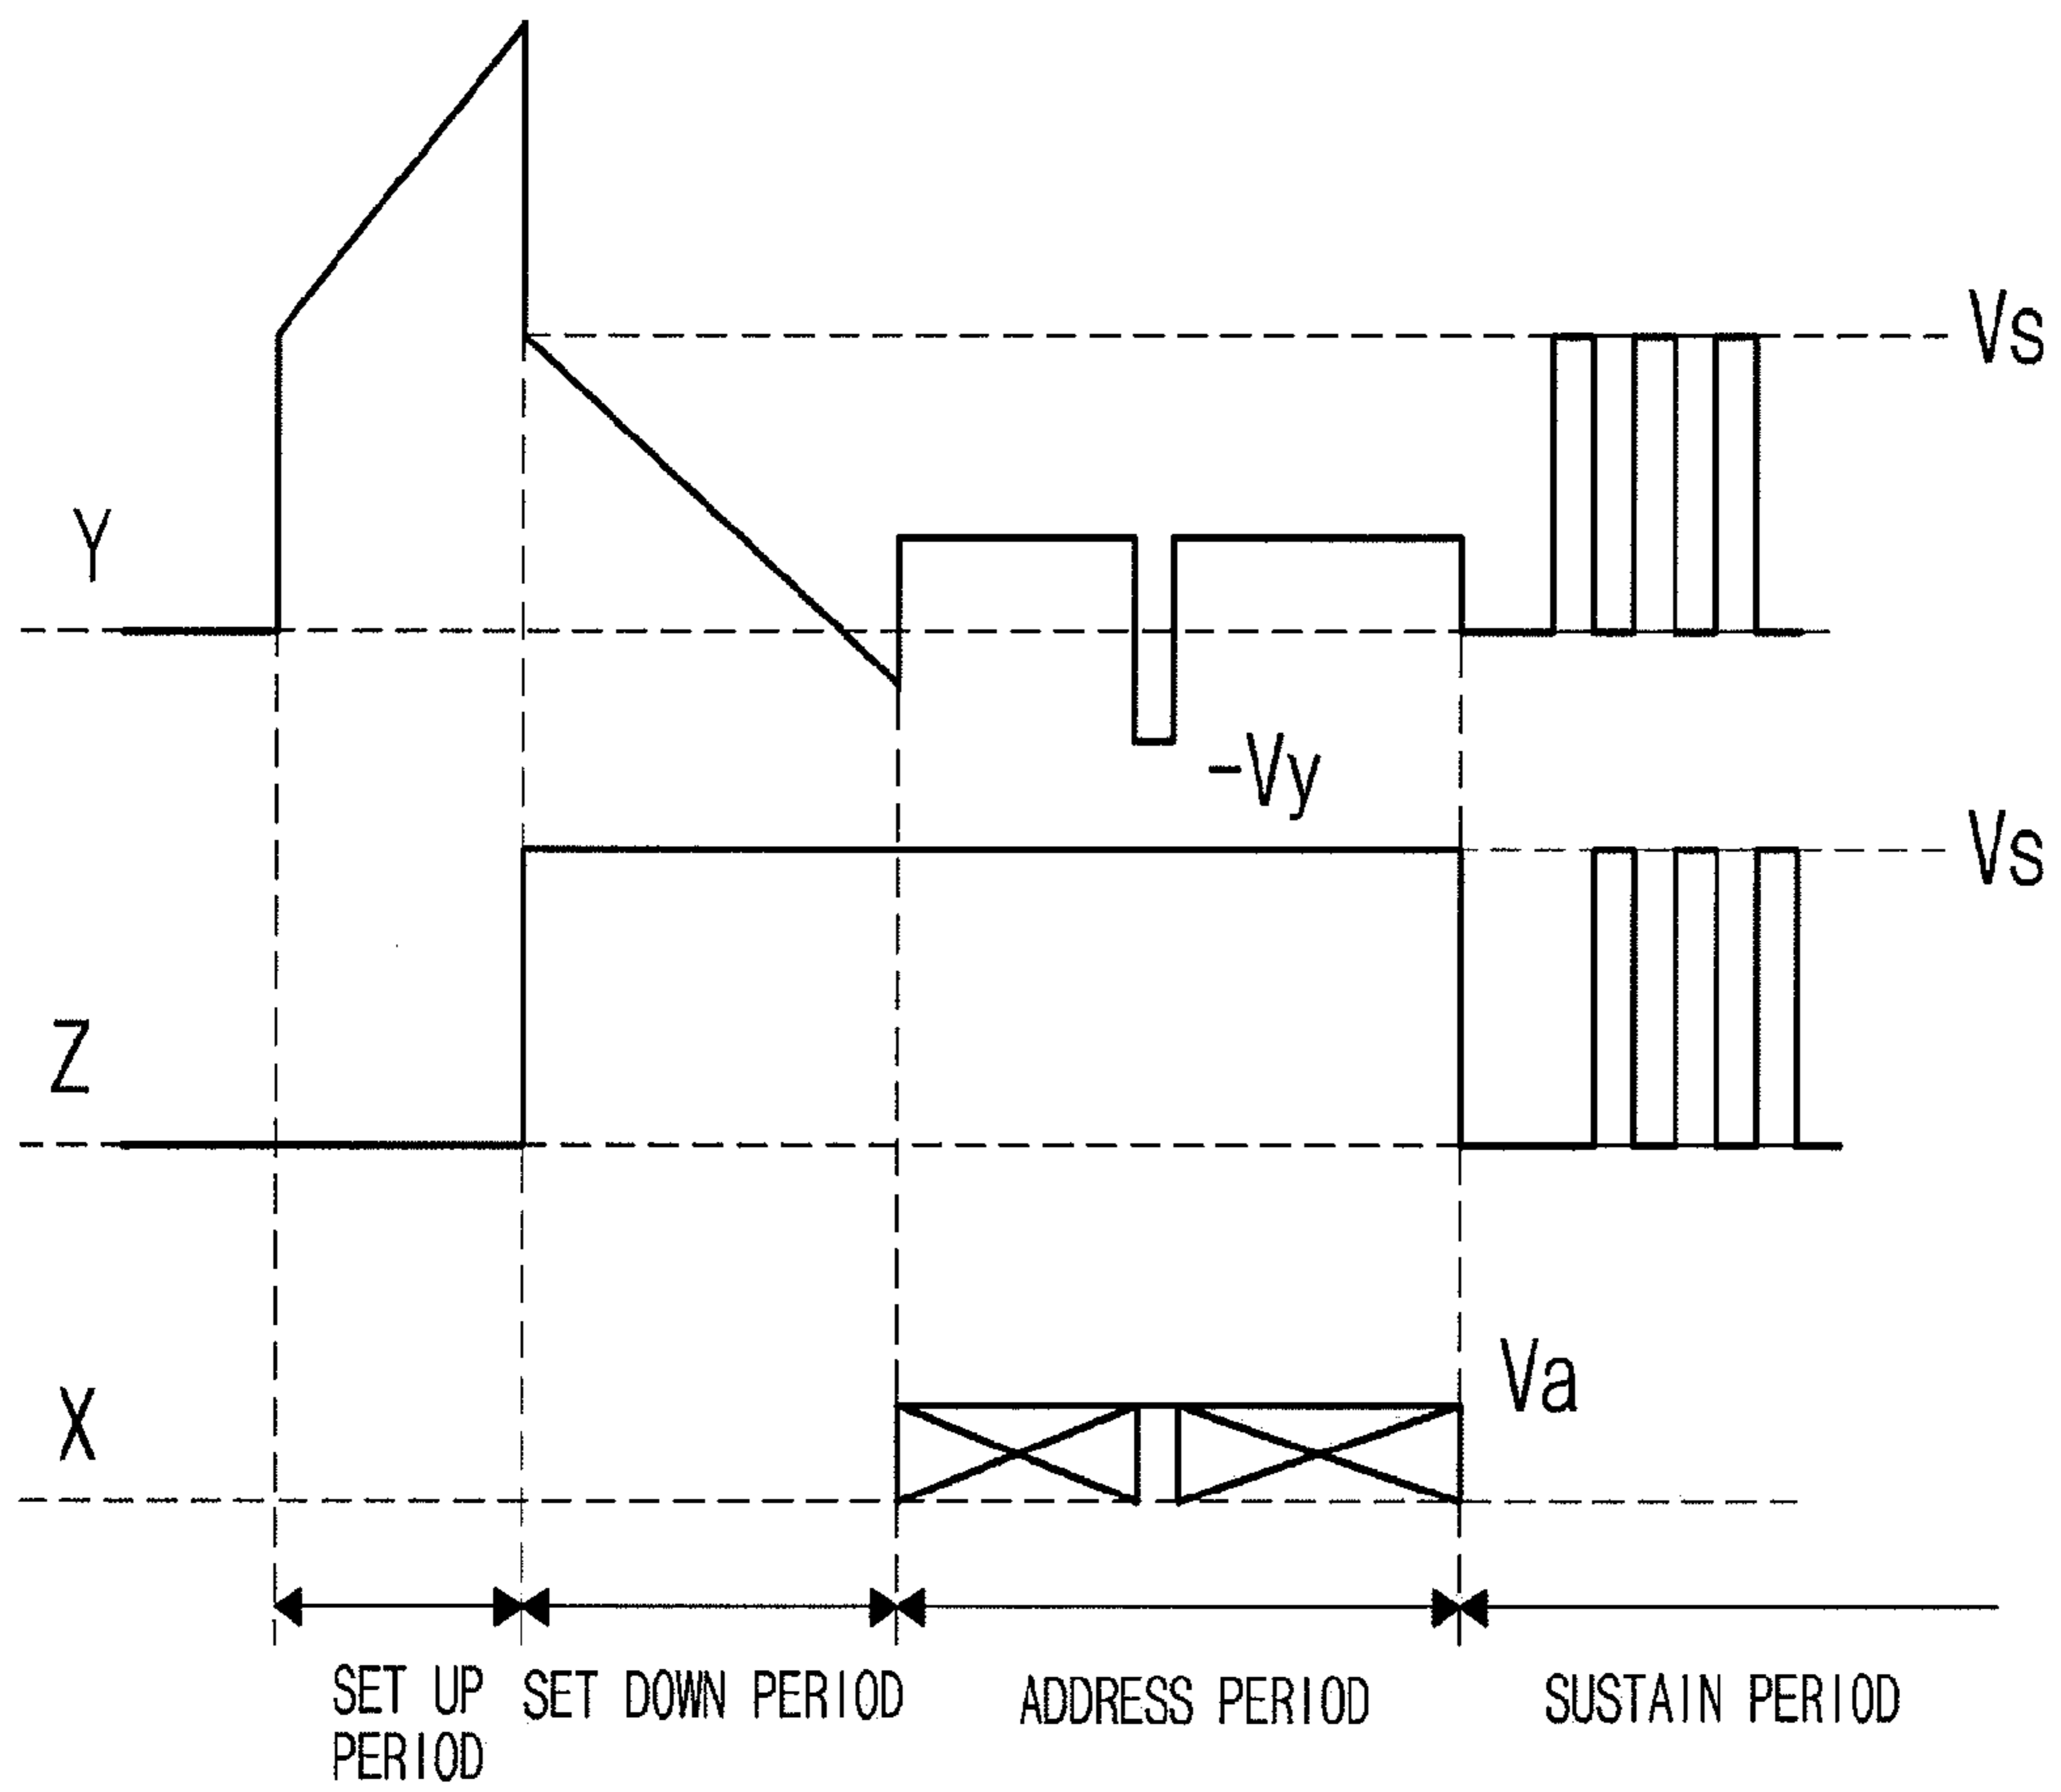 Vs
Y
-Vy
Vs
Z
Va
X
SET UP
PERIOD
SET DOWN PERIOD
ADDRESS PERIOD
SUSTAIN PERIOD